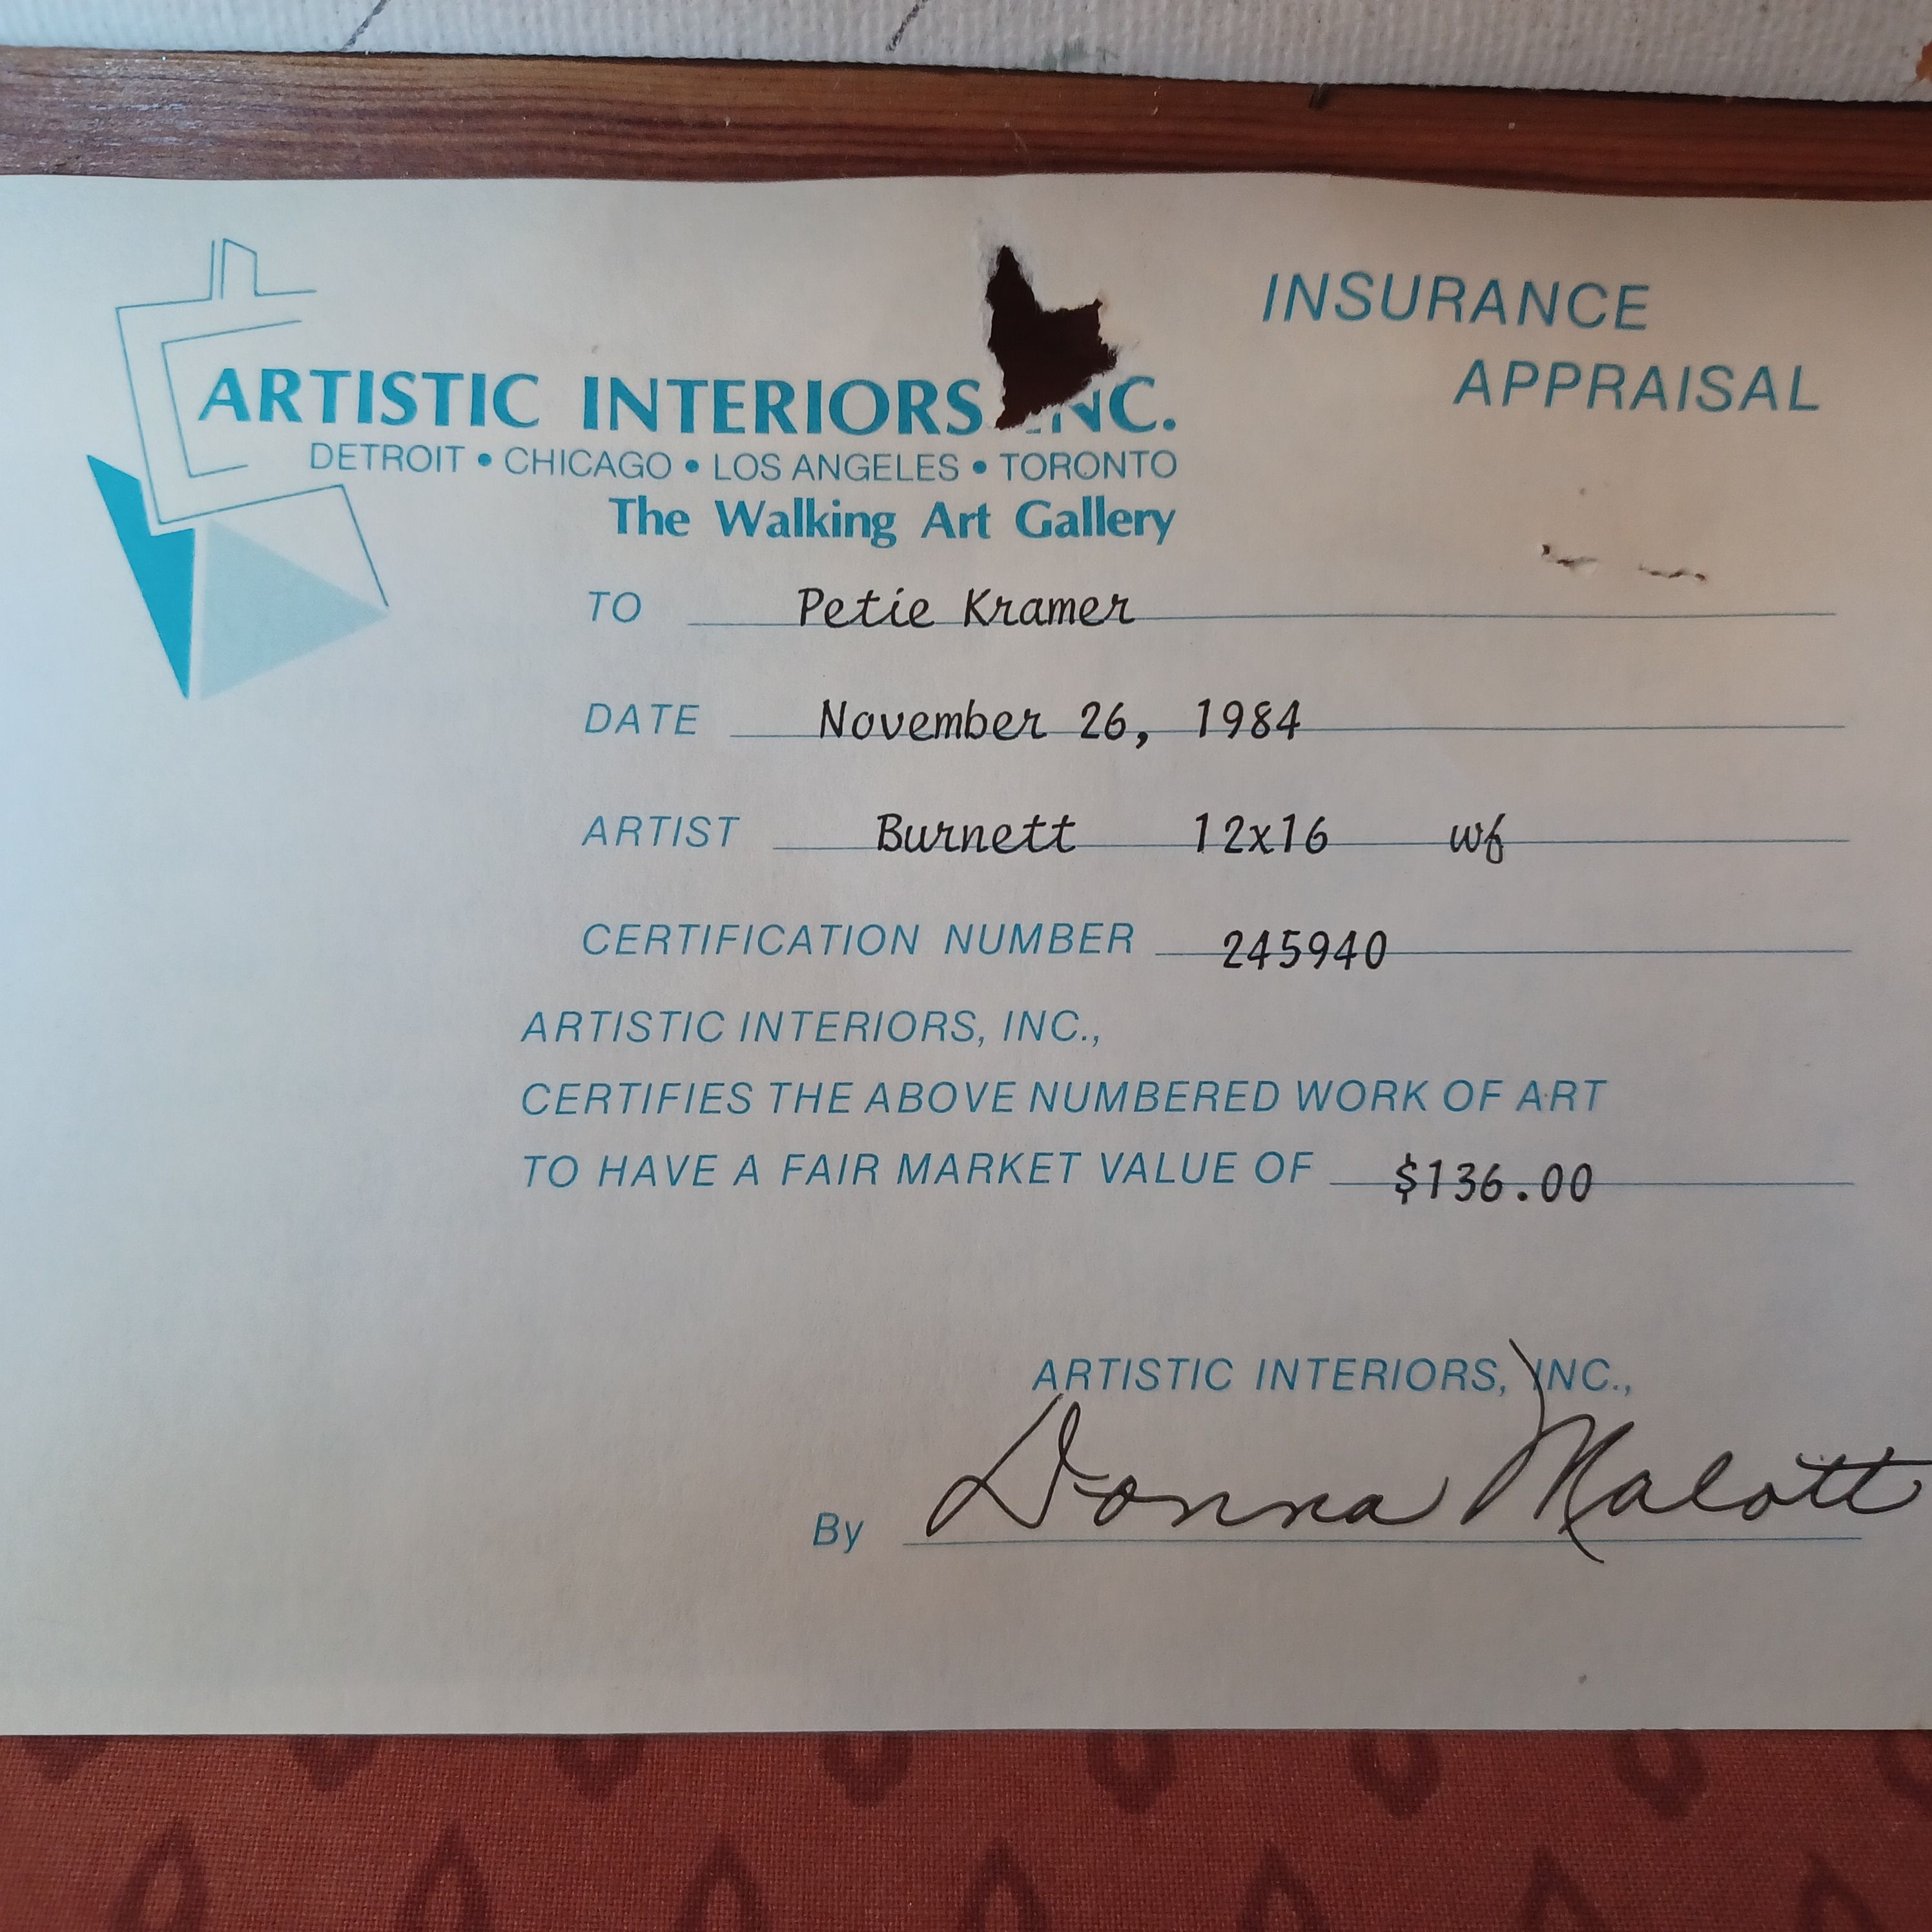 INSURANCE
APPRAISAL
ARTISTIC INTERIORS INC.
DETROIT • CHICAGO • LOS ANGELES • TORONTO
The Walking Art Gallery
TO Petie Kramer
DATE November 26, 1984
ARTIST Burnett 12x16 wf
CERTIFICATION NUMBER 245940
ARTISTIC INTERIORS, INC.,
CERTIFIES THE ABOVE NUMBERED WORK OF ART
TO HAVE A FAIR MARKET VALUE OF $136.00
ARTISTIC INTERIORS, INC.,
By Donna Malott